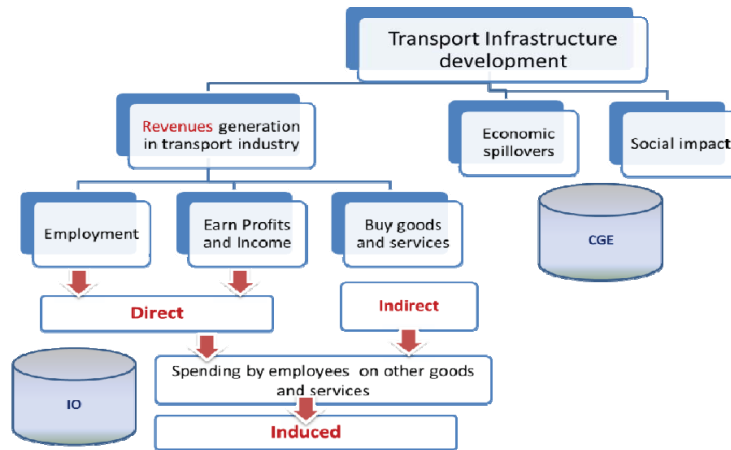 Transport Infrastructure
development
Revenues generation
in transport industry
Economic
spillovers
Social impact
Employment
Earn Profits
and Income
Buy goods
and services
CGE
Direct
Indirect
Spending by employees on other goods
and services
IO
Induced